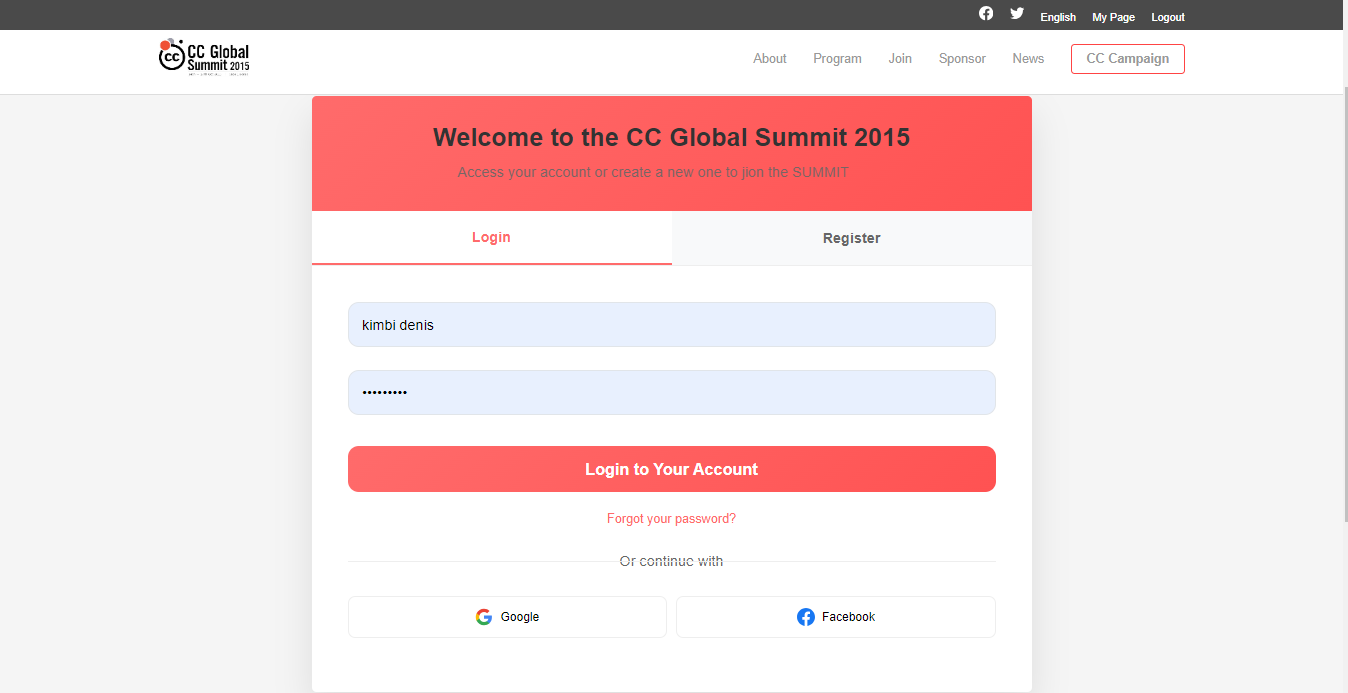 English My Page Logout
CC Global
Summit 2015
cc
About Program Join Sponsor News CC Campaign
Welcome to the CC Global Summit 2015
Access your account or create a new one to jion the SUMMIT
Login Register
kimbi denis
•••••••••
Login to Your Account
Forgot your password?
Or continue with
Google Facebook